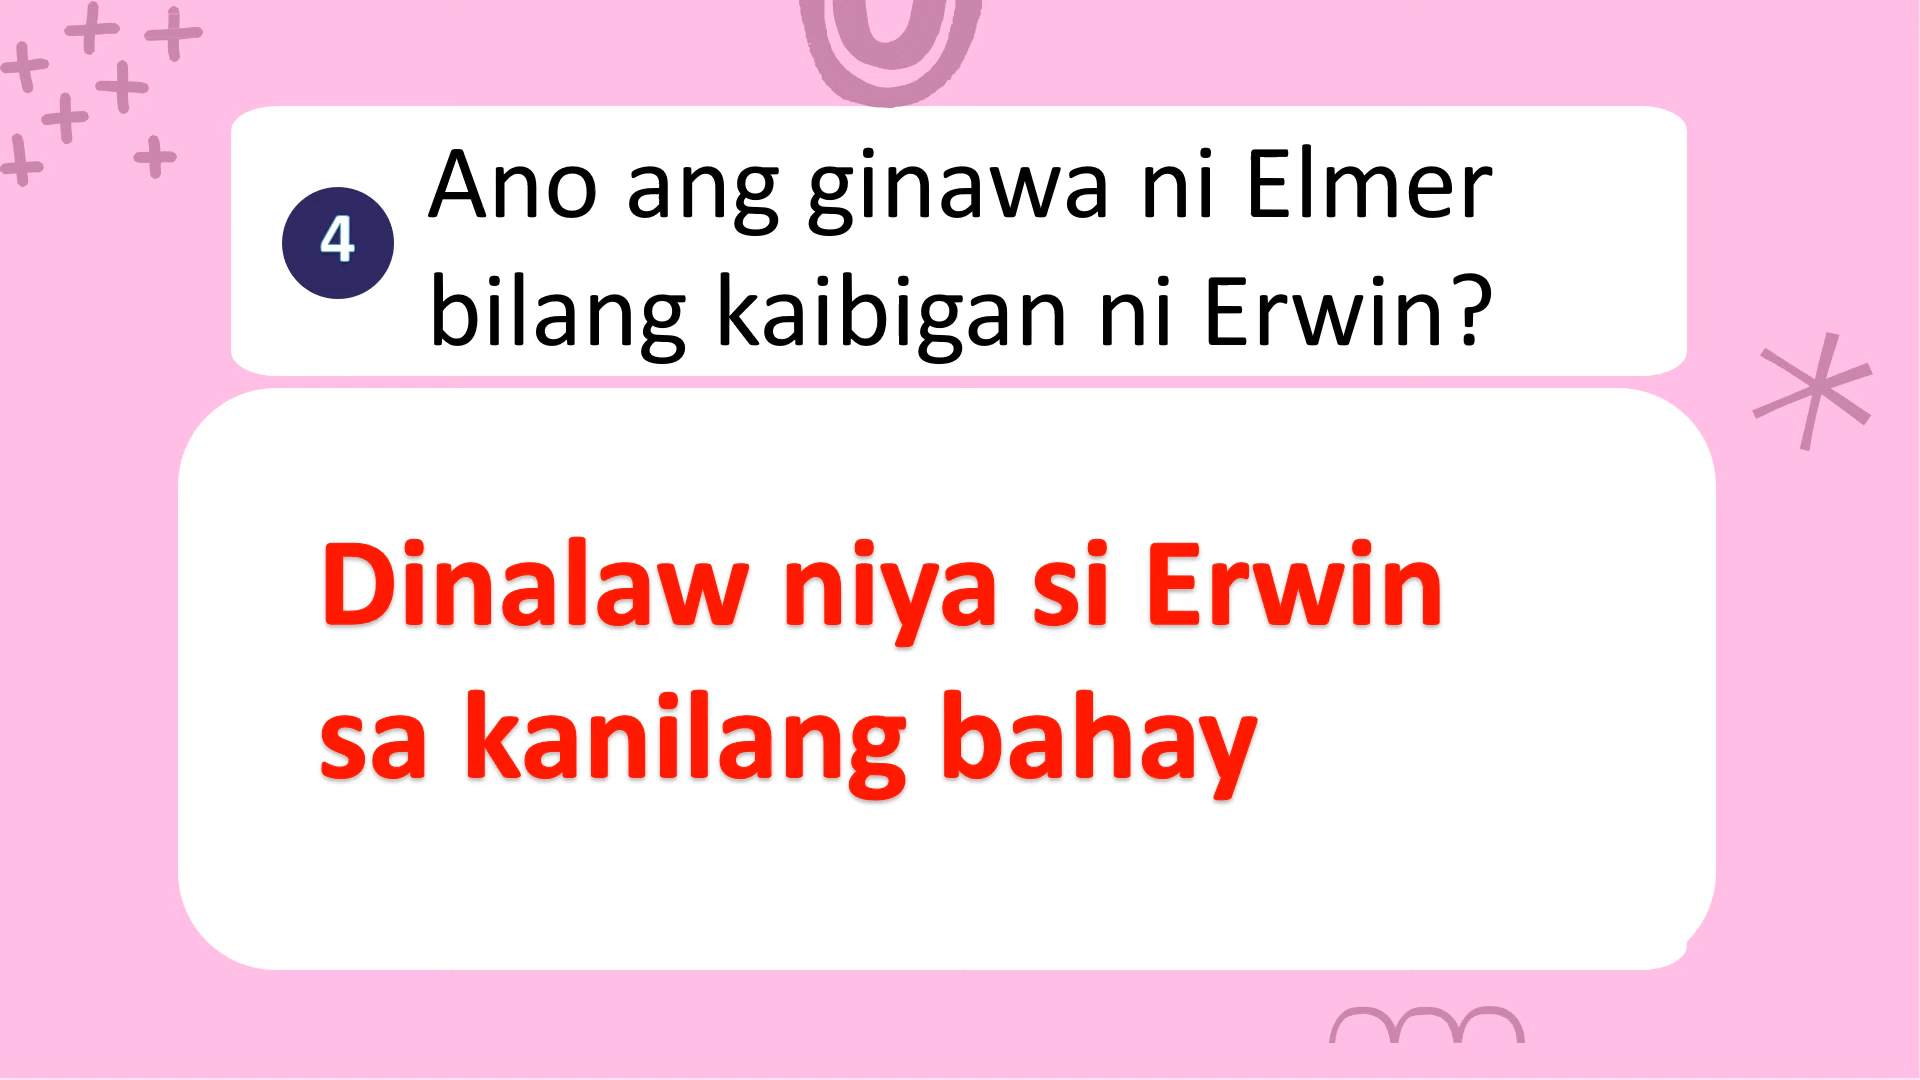 4
Ano ang ginawa ni Elmer
bilang kaibigan ni Erwin?
Dinalaw niya si Erwin
sa kanilang bahay